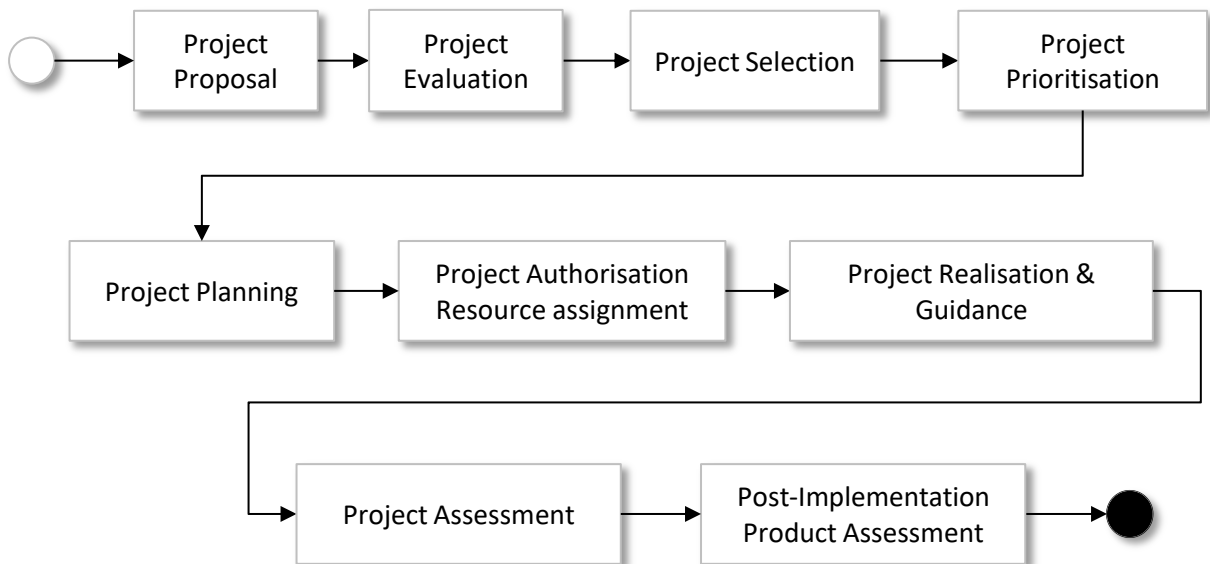 Project
Proposal
Project
Evaluation
Project Selection
Project
Prioritisation
Project Planning
Project Authorisation
Resource assignment
Project Realisation &
Guidance
Project Assessment
Post-Implementation
Product Assessment